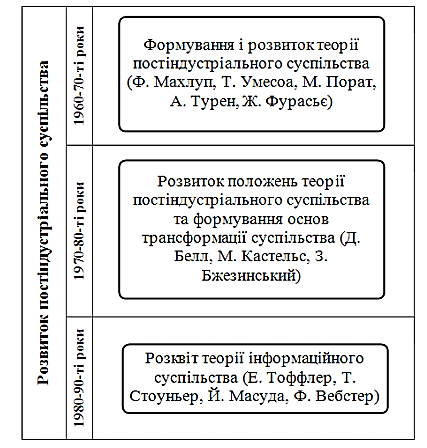 Розвиток постіндустріального суспільства
1960-70-ті роки
Формування і розвиток теорії
постіндустріального суспільства
(Ф. Махлуп, Т. Умесоа, М. Порат,
А. Турен, Ж. Фурасьє)
1970-80-ті роки
Розвиток положень теорії
постіндустріального суспільства
та формування основ
трансформації суспільства (Д.
Белл, М. Кастельс, З.
Бжезинський)
1980-90-ті роки
Розквіт теорії інформаційного
суспільства (Е. Тоффлер, Т.
Стоуньер, Й. Масуда, Ф. Вебстер)